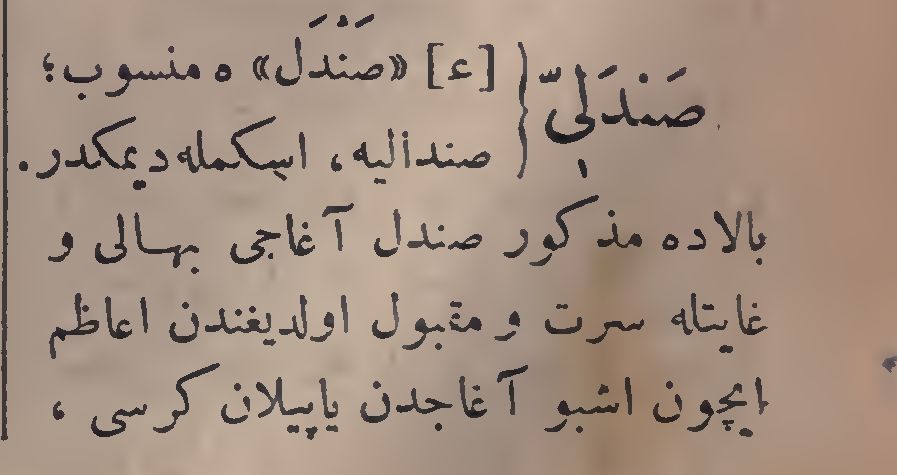 صَنْدَلِىّ { [ع] «صَنْدَل» ه منسوب؛
صندالیه، اسکمله دیمکدر.
بالاده مذکور صندل آغاجی بهالی و
غایتله سرت و مقبول اولدیغندن اعاظم
ایچون اشبو آغاجدن یاپیلان کرسی،